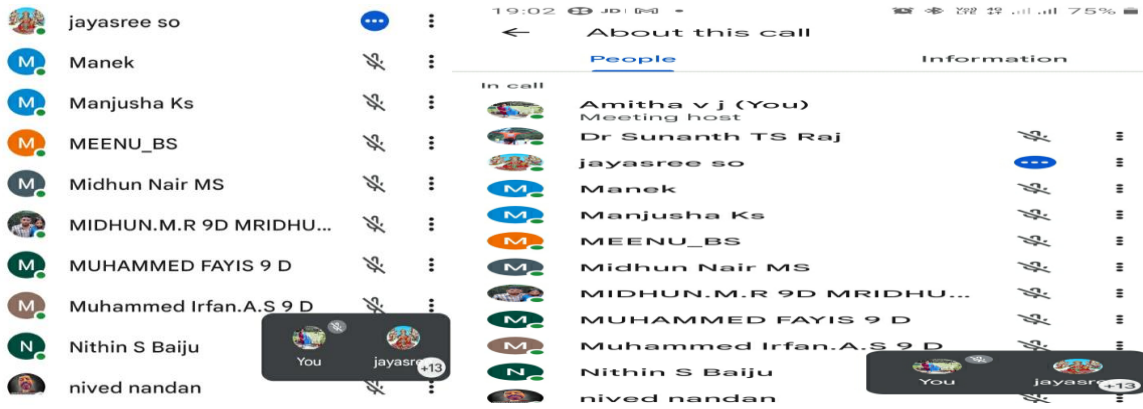 jayasree so
M Manek
M Manjusha Ks
M MEENU_BS
M Midhun Nair MS
MIDHUN.M.R 9D MRIDHU...
M MUHAMMED FAYIS 9 D
M Muhammed Irfan.A.S 9 D
N Nithin S Baiju
nived nandan
You jayasre +13
19:02 75%
About this call
People Information
In call
Amitha v j (You)
Meeting host
Dr Sunanth TS Raj
jayasree so
M Manek
M Manjusha Ks
M MEENU_BS
M Midhun Nair MS
MIDHUN.M.R 9D MRIDHU...
M MUHAMMED FAYIS 9 D
M Muhammed Irfan.A.S 9 D
N Nithin S Baiju
nived nandan
You jayasre +13